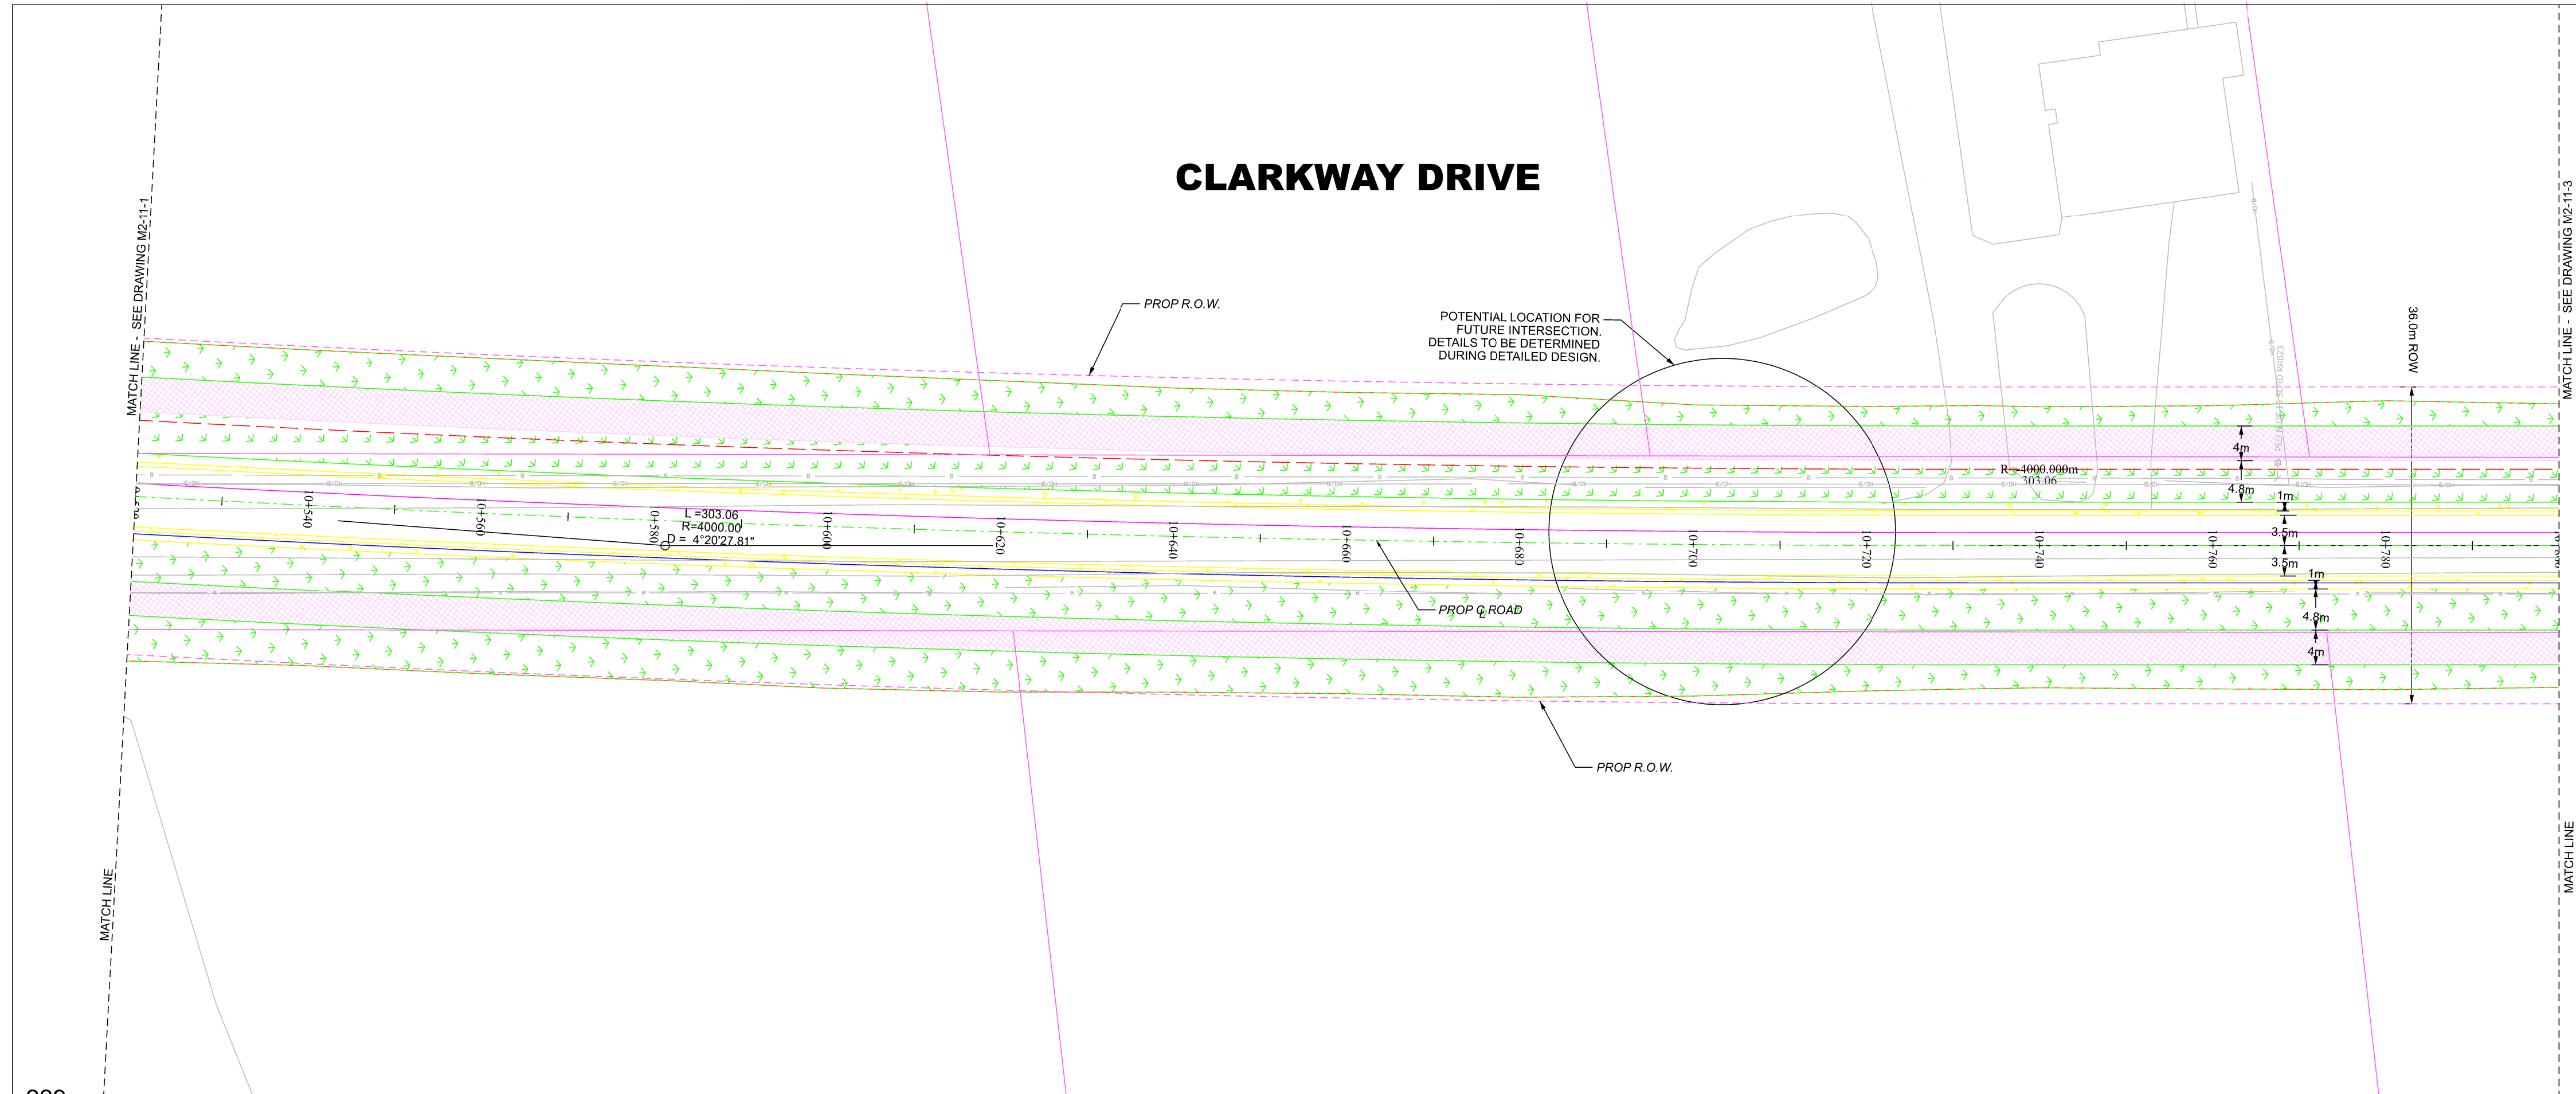 CLARKWAY DRIVE
MATCH LINE - SEE DRAWING M2-11-1
MATCH LINE
PROP R.O.W.
POTENTIAL LOCATION FOR
FUTURE INTERSECTION.
DETAILS TO BE DETERMINED
DURING DETAILED DESIGN.
36.0m ROW
MATCH LINE - SEE DRAWING M2-11-3
MATCH LINE
4m
R =4000.000m
303.06
4.8m
1m
3.5m
3.5m
1m
4.8m
4m
L =303.06
R=4000.00
D = 4°20'27.81"
10+540
10+560
10+580
10+600
10+620
10+640
10+660
10+680
10+700
10+720
10+740
10+760
10+780
PROP ℄ ROAD
PROP R.O.W.